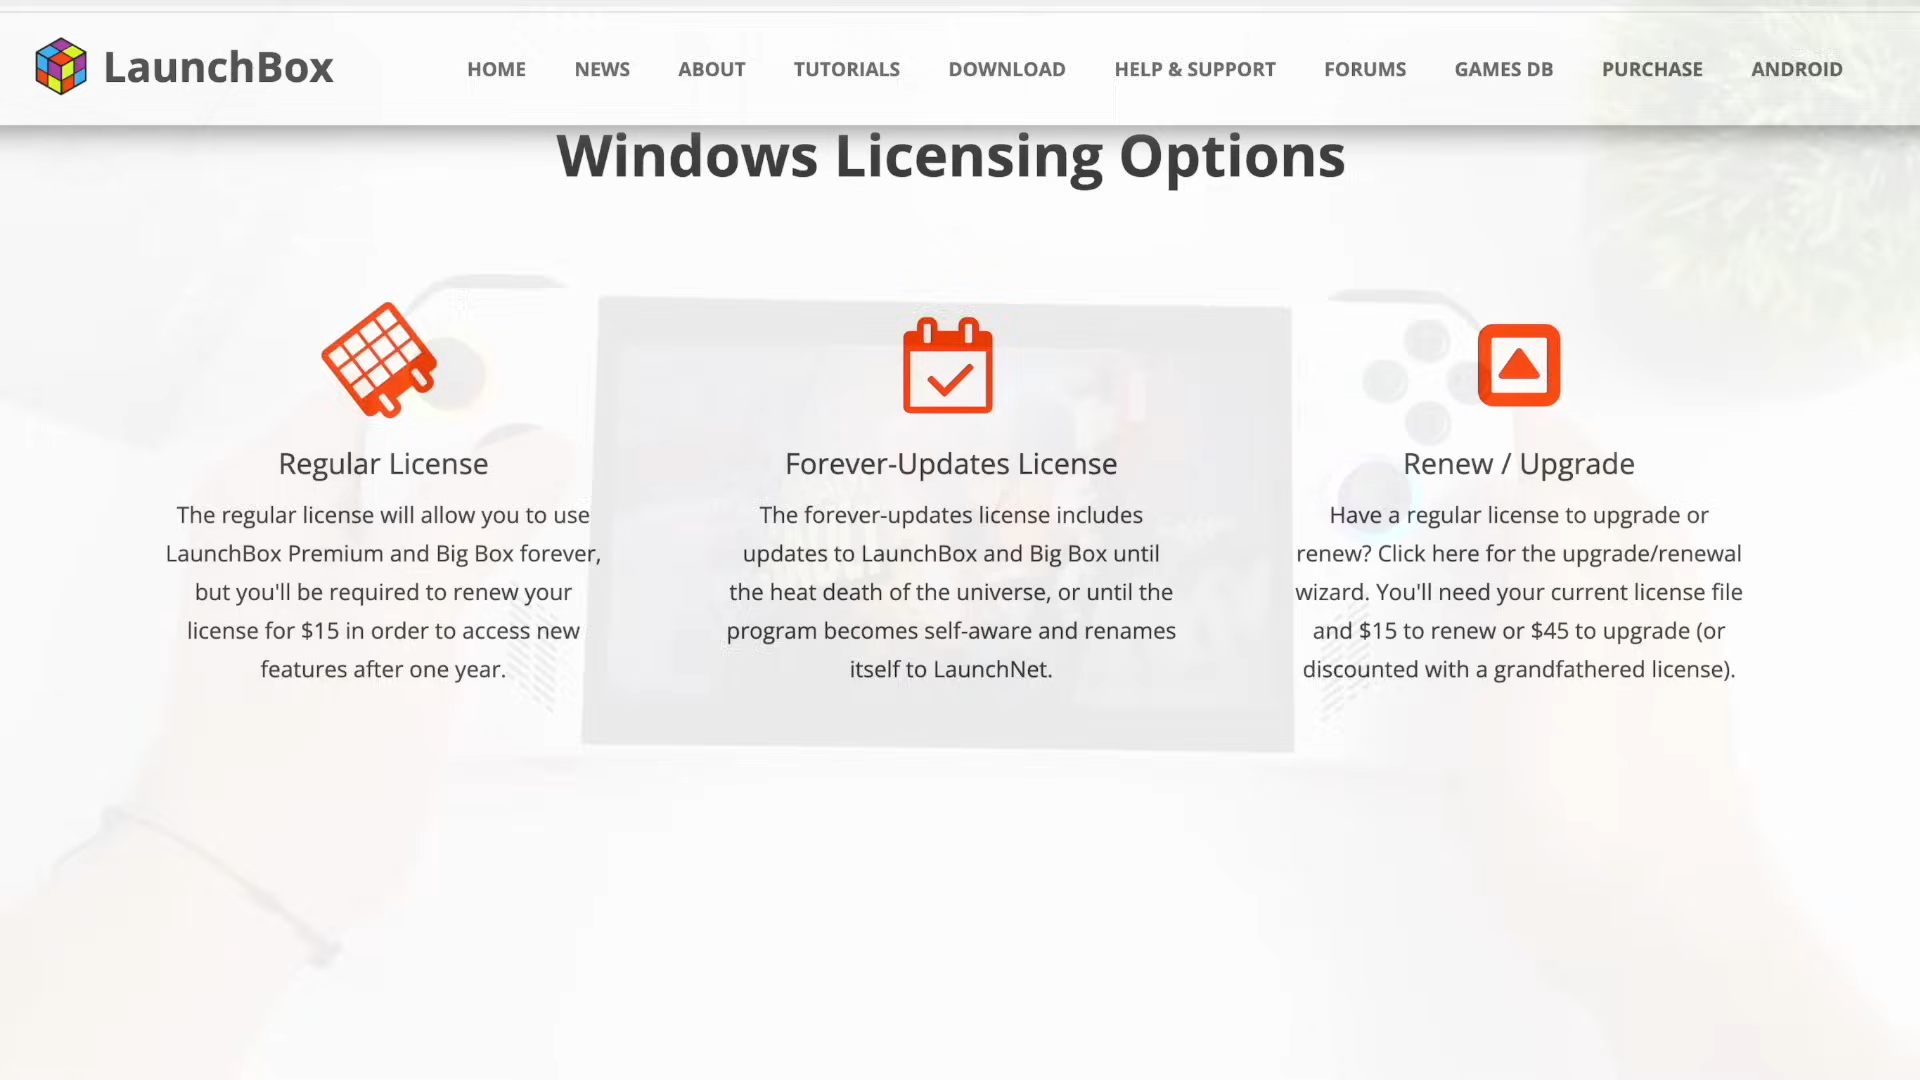 LaunchBox
HOME NEWS ABOUT TUTORIALS DOWNLOAD HELP & SUPPORT FORUMS GAMES DB PURCHASE ANDROID
Windows Licensing Options
Regular License
The regular license will allow you to use
LaunchBox Premium and Big Box forever,
but you'll be required to renew your
license for $15 in order to access new
features after one year.
Forever-Updates License
The forever-updates license includes
updates to LaunchBox and Big Box until
the heat death of the universe, or until the
program becomes self-aware and renames
itself to LaunchNet.
Renew / Upgrade
Have a regular license to upgrade or
renew? Click here for the upgrade/renewal
wizard. You'll need your current license file
and $15 to renew or $45 to upgrade (or
discounted with a grandfathered license).